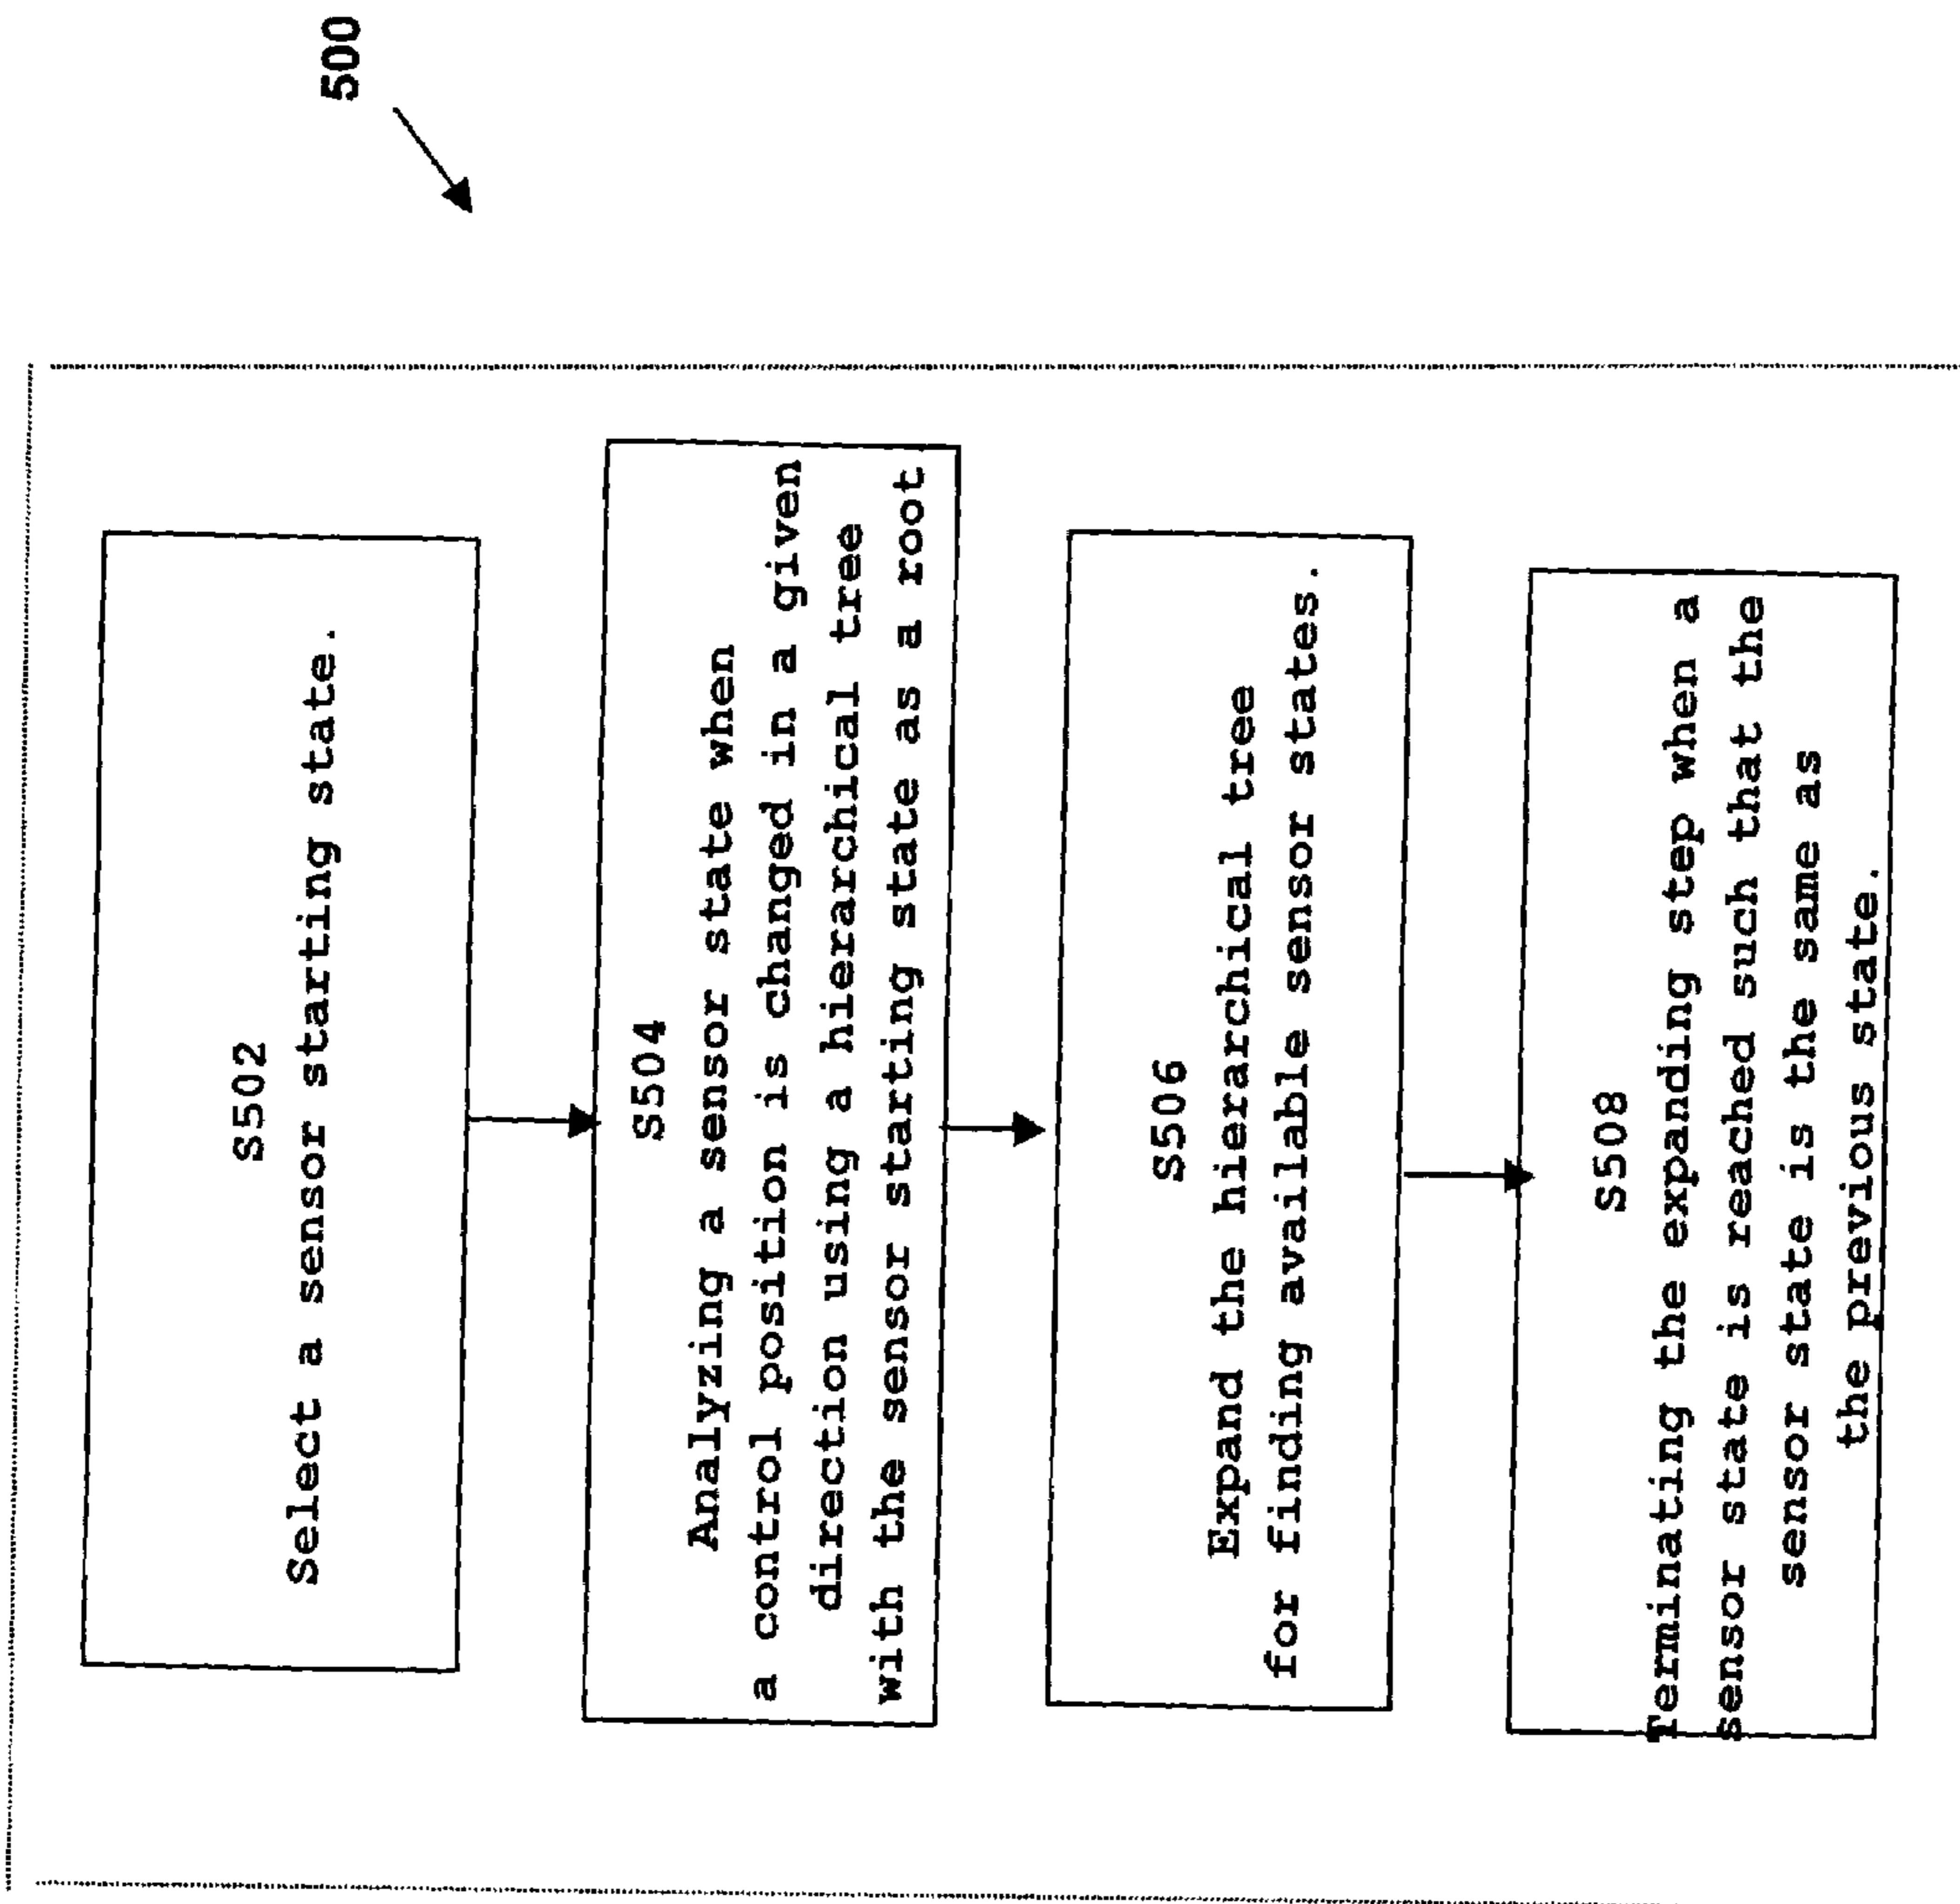 500
S502
Select a sensor starting state.
S504
Analyzing a sensor state when
a control position is changed in a given
direction using a hierarchical tree
with the sensor starting state as a root
S506
Expand the hierarchical tree
for finding available sensor states.
S508
Terminating the expanding step when a
sensor state is reached such that the
sensor state is the same as
the previous state.